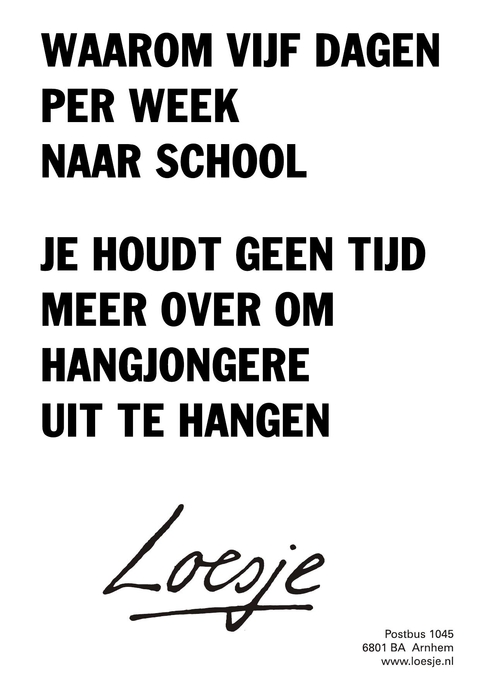 WAAROM VIJF DAGEN
PER WEEK
NAAR SCHOOL
JE HOUDT GEEN TIJD
MEER OVER OM
HANGJONGERE
UIT TE HANGEN
Loesje
Postbus 1045
6801 BA Arnhem
www.loesje.nl